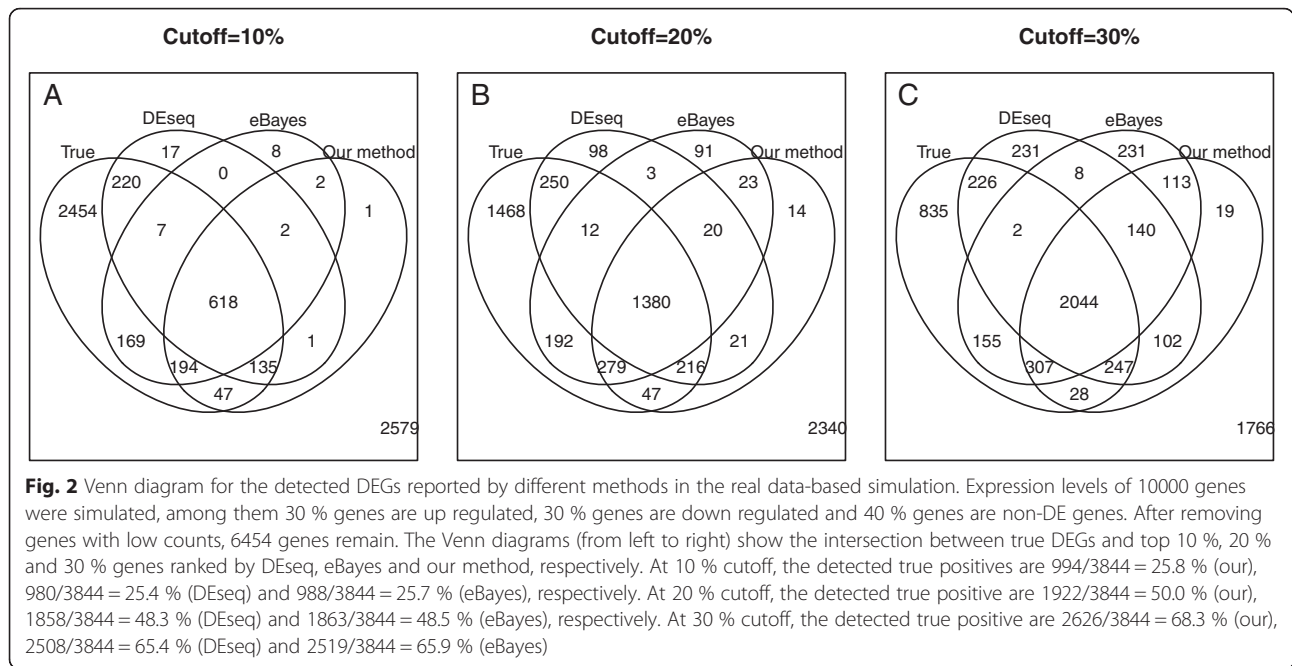 Cutoff=10%
Cutoff=20%
Cutoff=30%
A
DEseq
eBayes
True
Our method
17
8
220
0
2
2454
1
7
2
618
169
1
194
135
47
2579
B
DEseq
eBayes
True
Our method
98
91
250
3
23
1468
14
12
20
1380
192
21
279
216
47
2340
C
DEseq
eBayes
True
Our method
231
231
226
8
113
835
19
2
140
2044
155
102
307
247
28
1766
Fig. 2 Venn diagram for the detected DEGs reported by different methods in the real data-based simulation. Expression levels of 10000 genes
were simulated, among them 30 % genes are up regulated, 30 % genes are down regulated and 40 % genes are non-DE genes. After removing
genes with low counts, 6454 genes remain. The Venn diagrams (from left to right) show the intersection between true DEGs and top 10 %, 20 %
and 30 % genes ranked by DEseq, eBayes and our method, respectively. At 10 % cutoff, the detected true positives are 994/3844 = 25.8 % (our),
980/3844 = 25.4 % (DEseq) and 988/3844 = 25.7 % (eBayes), respectively. At 20 % cutoff, the detected true positive are 1922/3844 = 50.0 % (our),
1858/3844 = 48.3 % (DEseq) and 1863/3844 = 48.5 % (eBayes), respectively. At 30 % cutoff, the detected true positive are 2626/3844 = 68.3 % (our),
2508/3844 = 65.4 % (DEseq) and 2519/3844 = 65.9 % (eBayes)